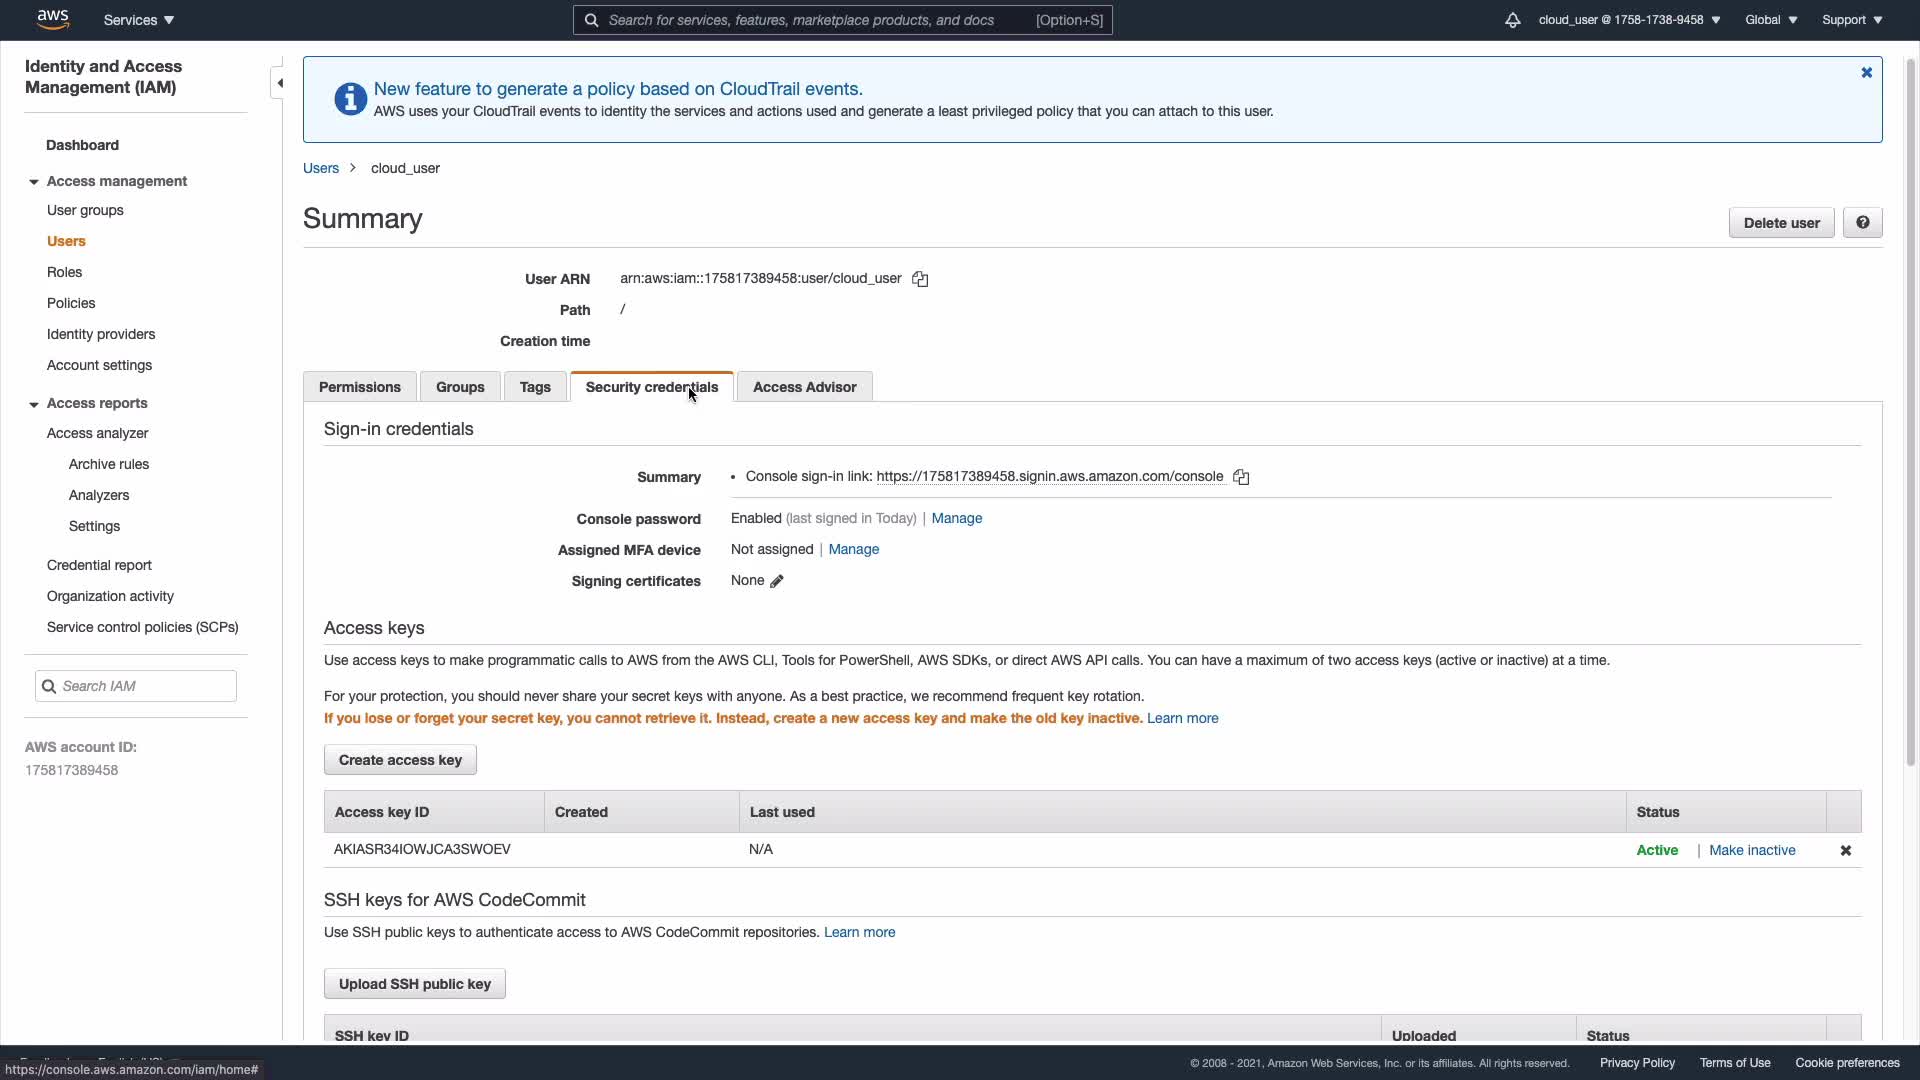 aws
Services
Search for services, features, marketplace products, and docs
[Option+S]
cloud_user @ 1758-1738-9458
Global
Support
Identity and Access
Management (IAM)
Dashboard
Access management
User groups
Users
Roles
Policies
Identity providers
Account settings
Access reports
Access analyzer
Archive rules
Analyzers
Settings
Credential report
Organization activity
Service control policies (SCPs)
Search IAM
AWS account ID:
175817389458
New feature to generate a policy based on CloudTrail events.
AWS uses your CloudTrail events to identify the services and actions used and generate a least privileged policy that you can attach to this user.
Users > cloud_user
Summary
Delete user
User ARN arn:aws:iam::175817389458:user/cloud_user
Path /
Creation time
Permissions
Groups
Tags
Security credentials
Access Advisor
Sign-in credentials
Summary • Console sign-in link: https://175817389458.signin.aws.amazon.com/console
Console password Enabled (last signed in Today) | Manage
Assigned MFA device Not assigned | Manage
Signing certificates None
Access keys
Use access keys to make programmatic calls to AWS from the AWS CLI, Tools for PowerShell, AWS SDKs, or direct AWS API calls. You can have a maximum of two access keys (active or inactive) at a time.
For your protection, you should never share your secret keys with anyone. As a best practice, we recommend frequent key rotation.
If you lose or forget your secret key, you cannot retrieve it. Instead, create a new access key and make the old key inactive. Learn more
Create access key
Access key ID Created Last used Status
AKIASR34IOWJCA3SWOEV N/A Active | Make inactive
SSH keys for AWS CodeCommit
Use SSH public keys to authenticate access to AWS CodeCommit repositories. Learn more
Upload SSH public key
SSH key ID Uploaded Status
https://console.aws.amazon.com/iam/home#
© 2008 - 2021, Amazon Web Services, Inc. or its affiliates. All rights reserved.
Privacy Policy
Terms of Use
Cookie preferences